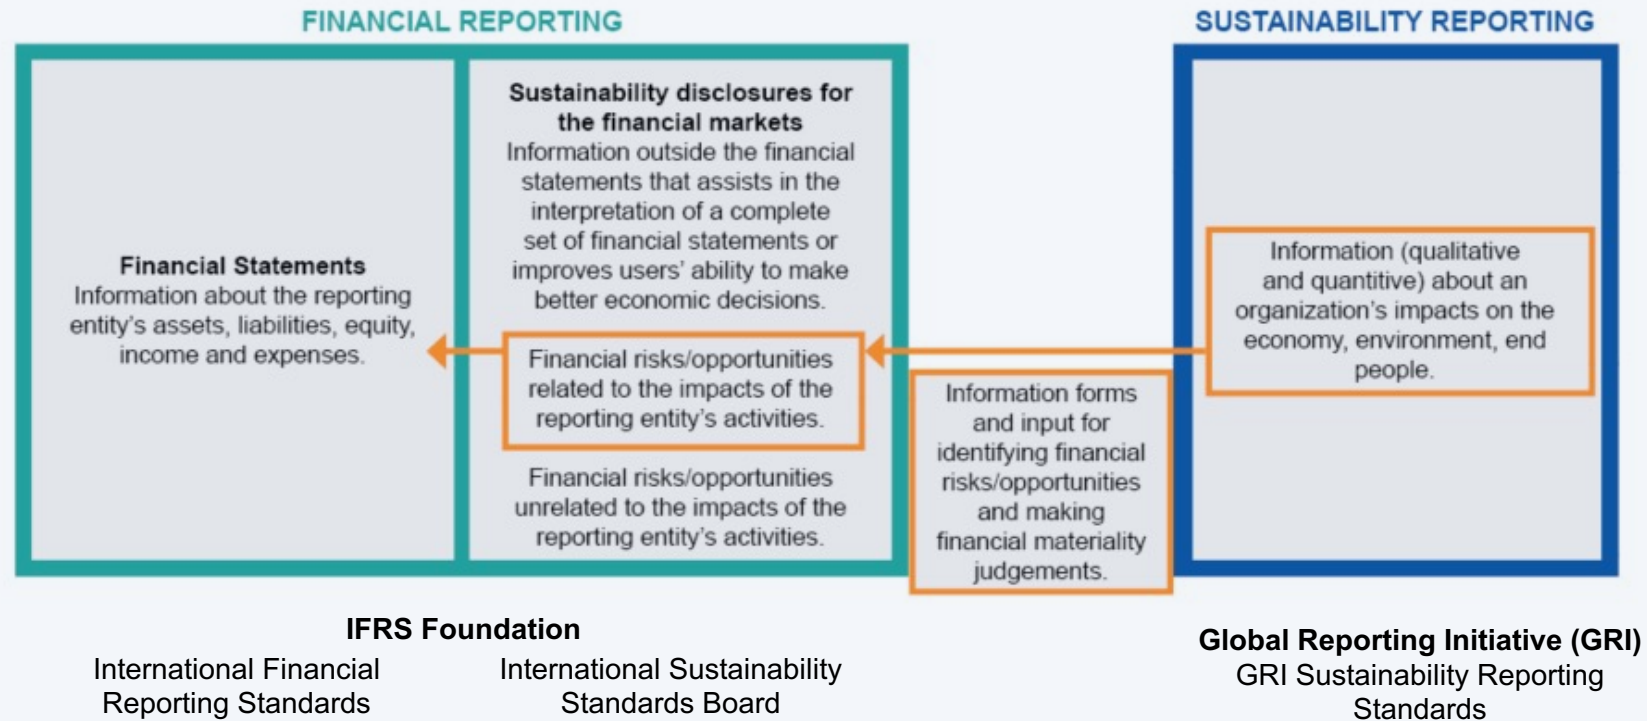 FINANCIAL REPORTING
SUSTAINABILITY REPORTING
Financial Statements
Information about the reporting
entity's assets, liabilities, equity,
income and expenses.
Sustainability disclosures for
the financial markets
Information outside the financial
statements that assists in the
interpretation of a complete
set of financial statements or
improves users' ability to make
better economic decisions.
Financial risks/opportunities
related to the impacts of the
reporting entity's activities.
Financial risks/opportunities
unrelated to the impacts of the
reporting entity's activities.
Information forms
and input for
identifying financial
risks/opportunities
and making
financial materiality
judgements.
Information (qualitative
and quantitive) about an
organization's impacts on the
economy, environment, end
people.
IFRS Foundation
International Financial
Reporting Standards
International Sustainability
Standards Board
Global Reporting Initiative (GRI)
GRI Sustainability Reporting
Standards